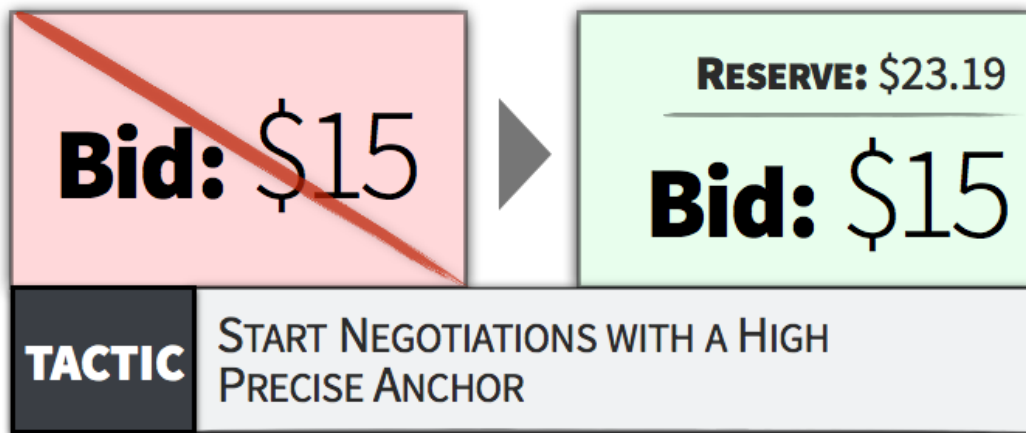 Bid: $15
RESERVE: $23.19
Bid: $15
TACTIC
START NEGOTIATIONS WITH A HIGH
PRECISE ANCHOR